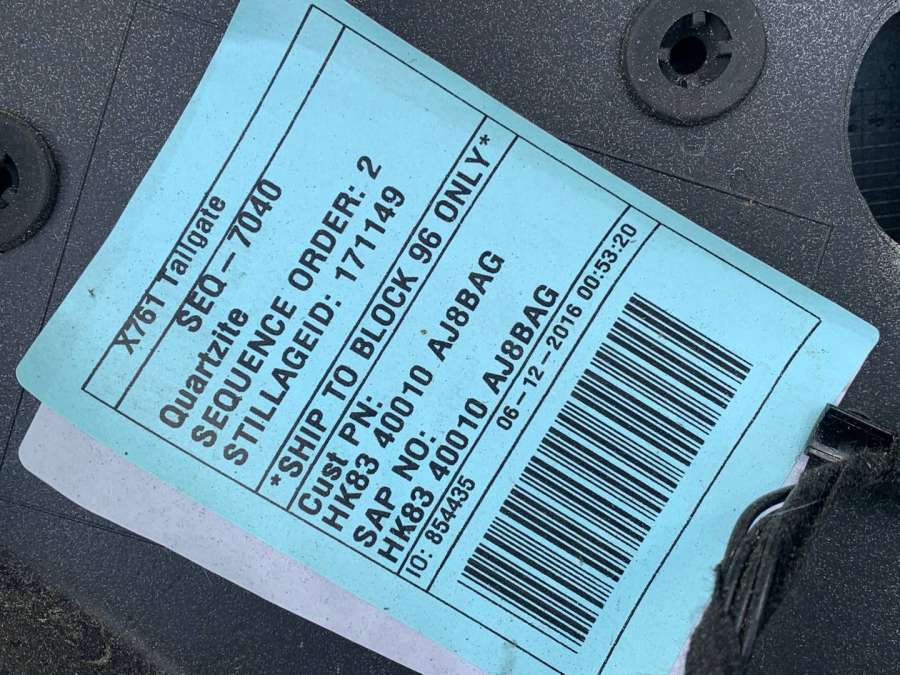 X761 Tailgate
SEQ - 7040
Quartzite
SEQUENCE ORDER: 2
STILLAGEID: 171149
*SHIP TO BLOCK 96 ONLY*
Cust PN:
HK83 40010 AJ8BAG
SAP NO:
HK83 40010 AJ8BAG
IO: 854435 06-12-2016 00:53:20